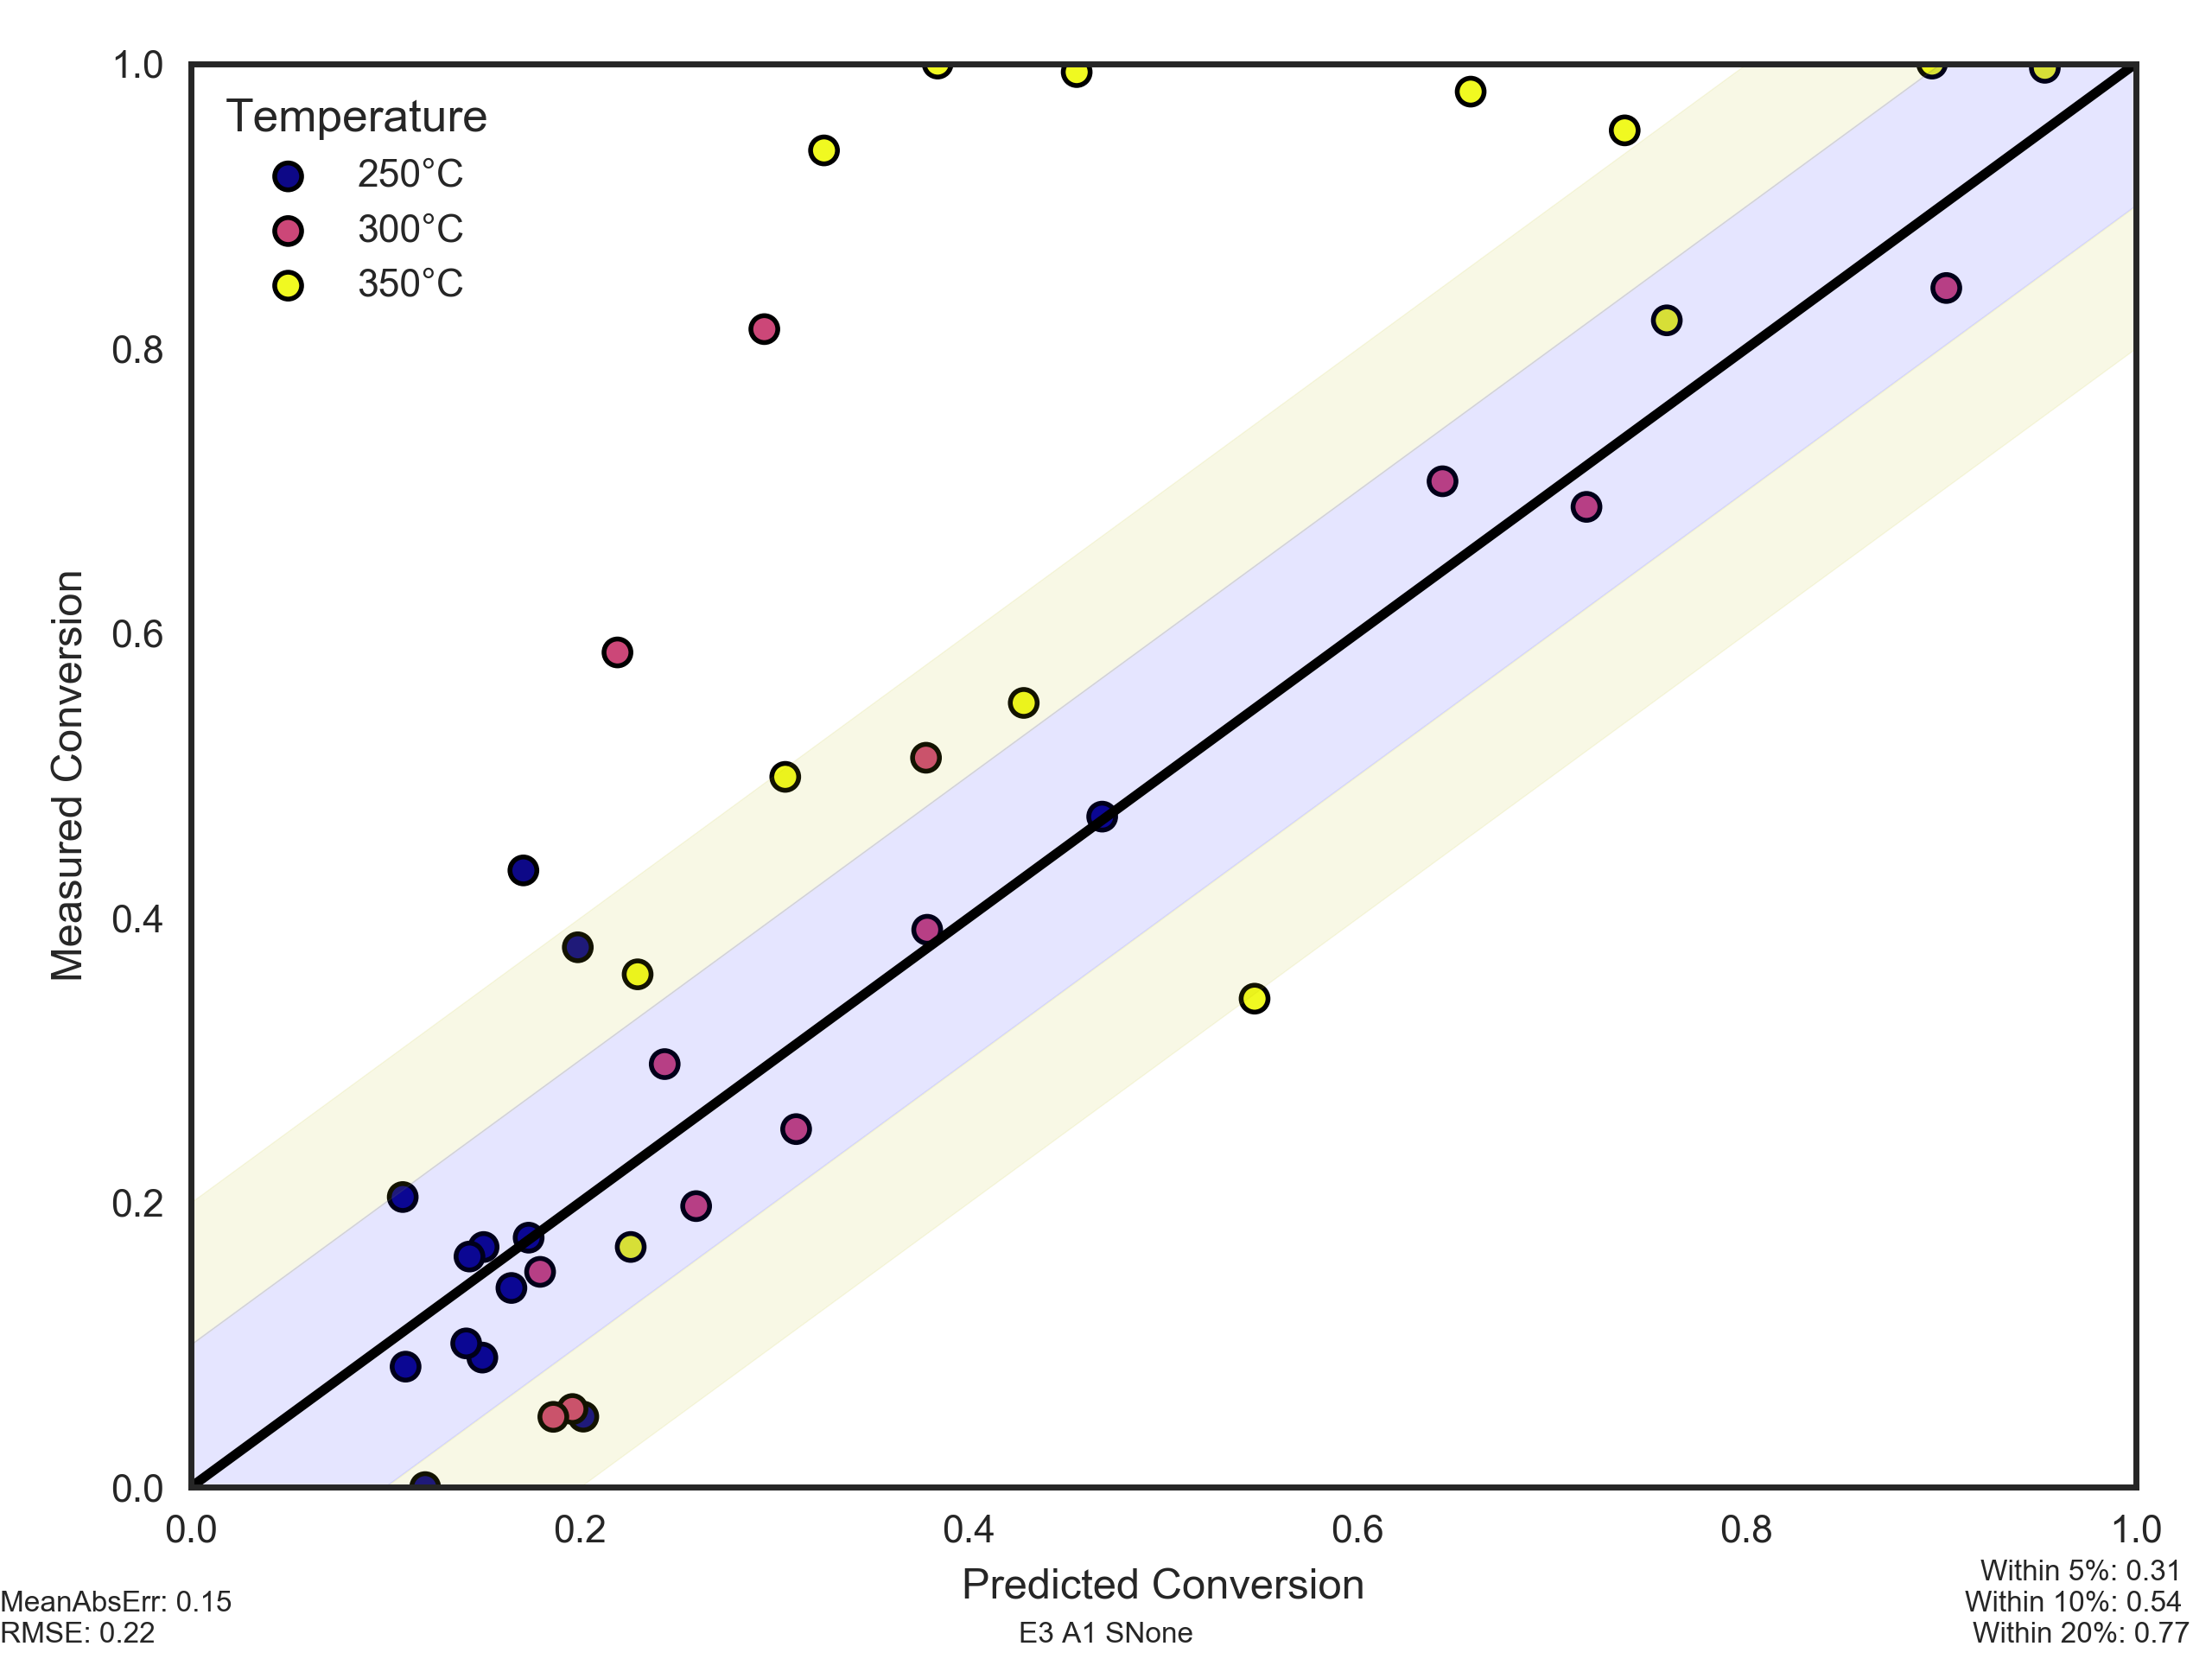 1.0
0.8
0.6
0.4
0.2
0.0
Measured Conversion
Temperature
250°C
300°C
350°C
0.0 0.2 0.4 0.6 0.8 1.0
Predicted Conversion
E3 A1 SNone
MeanAbsErr: 0.15
RMSE: 0.22
Within 5%: 0.31
Within 10%: 0.54
Within 20%: 0.77